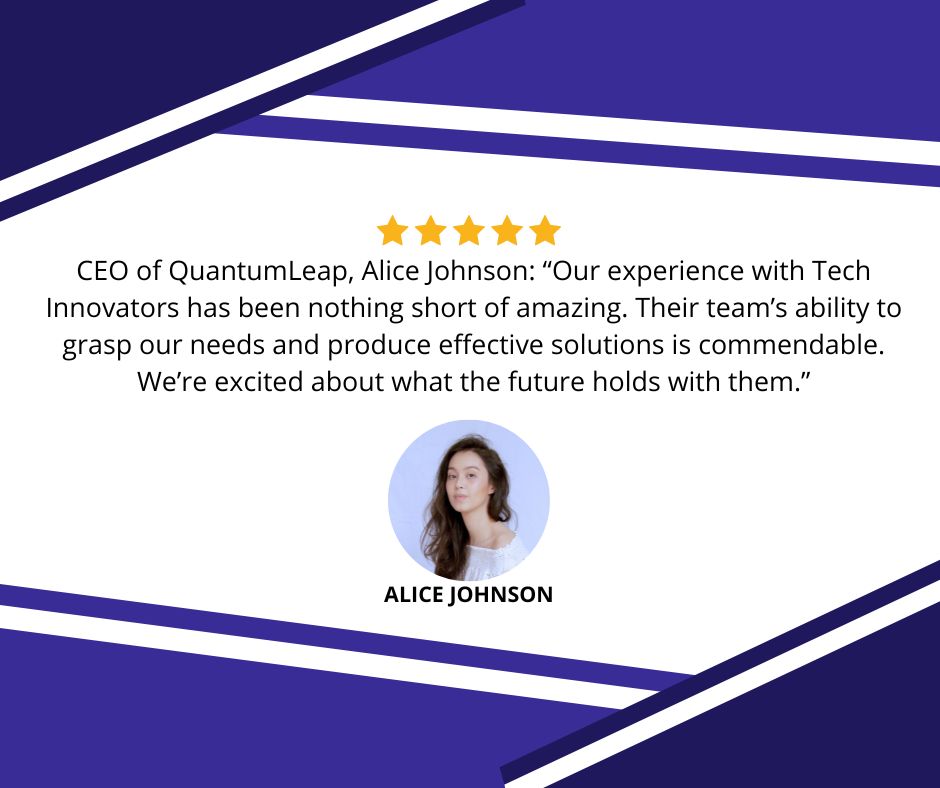 CEO of QuantumLeap, Alice Johnson: “Our experience with Tech
Innovators has been nothing short of amazing. Their team’s ability to
grasp our needs and produce effective solutions is commendable.
We’re excited about what the future holds with them.”
ALICE JOHNSON